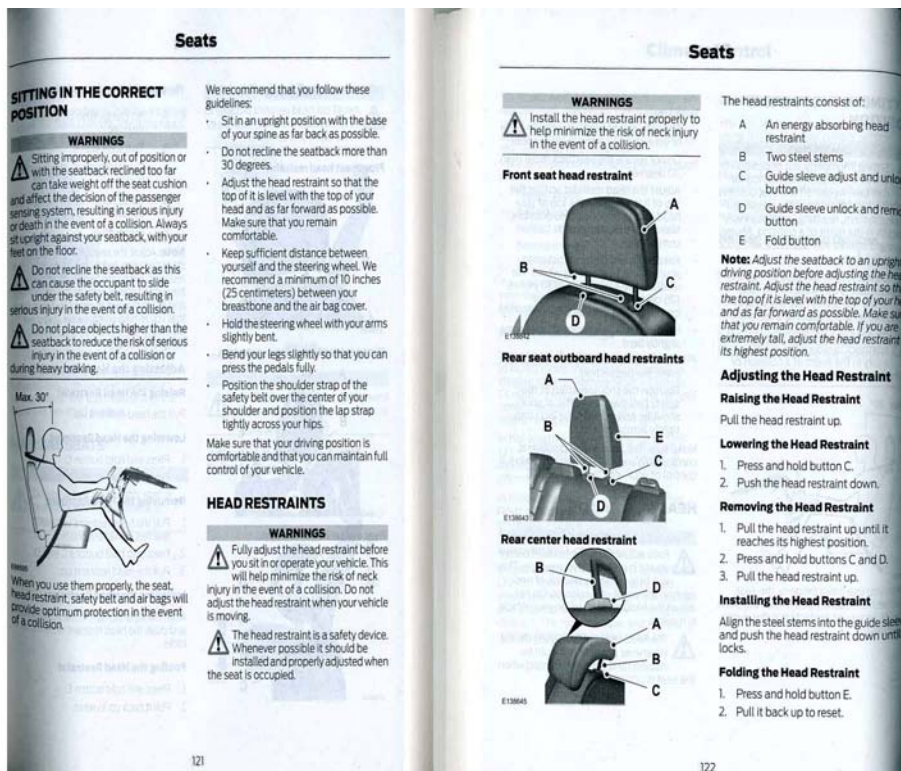 Seats
SITTING IN THE CORRECT
POSITION
WARNINGS
Sitting improperly, out of position or
with the seatback reclined too far
can take weight off the seat cushion
and affect the decision of the passenger
sensing system, resulting in serious injury
or death in the event of a collision. Always
sit upright against your seatback, with your
feet on the floor.
Do not recline the seatback as this
can cause the occupant to slide
under the safety belt, resulting in
serious injury in the event of a collision.
Do not place objects higher than the
seatback to reduce the risk of serious
injury in the event of a collision or
during heavy braking.
Max. 30°
When you use them properly, the seat,
head restraint, safety belt and air bags will
provide optimum protection in the event
of a collision.
We recommend that you follow these
guidelines:
· Sit in an upright position with the base
of your spine as far back as possible.
· Do not recline the seatback more than
30 degrees.
· Adjust the head restraint so that the
top of it is level with the top of your
head and as far forward as possible.
Make sure that you remain
comfortable.
· Keep sufficient distance between
yourself and the steering wheel. We
recommend a minimum of 10 inches
(25 centimeters) between your
breastbone and the air bag cover.
· Hold the steering wheel with your arms
slightly bent.
· Bend your legs slightly so that you can
press the pedals fully.
· Position the shoulder strap of the
safety belt over the center of your
shoulder and position the lap strap
tightly across your hips.
Make sure that your driving position is
comfortable and that you can maintain full
control of your vehicle.
HEAD RESTRAINTS
WARNINGS
Fully adjust the head restraint before
you sit in or operate your vehicle. This
will help minimize the risk of neck
injury in the event of a collision. Do not
adjust the head restraint when your vehicle
is moving.
The head restraint is a safety device.
Whenever possible it should be
installed and properly adjusted when
the seat is occupied.
121
Seats
WARNINGS
Install the head restraint properly to
help minimize the risk of neck injury
in the event of a collision.
Front seat head restraint
A
B
C
D
E138642
Rear seat outboard head restraints
A
B
E
C
D
E138643
Rear center head restraint
B
D
A
B
C
E138645
The head restraints consist of:
A An energy absorbing head
restraint
B Two steel stems
C Guide sleeve adjust and
button
D Guide sleeve unlock and
button
E Fold button
Note: Adjust the seatback to an
driving position before adjusting the
restraint. Adjust the head restraint so
the top of it is level with the top of your
and as far forward as possible. Make
that you remain comfortable. If you are
extremely tall, adjust the head restraint
its highest position.
Adjusting the Head Restraint
Raising the Head Restraint
Pull the head restraint up.
Lowering the Head Restraint
1. Press and hold button C.
2. Push the head restraint down.
Removing the Head Restraint
1. Pull the head restraint up until it
reaches its highest position.
2. Press and hold buttons C and D.
3. Pull the head restraint up.
Installing the Head Restraint
Align the steel stems into the guide
and push the head restraint down
locks.
Folding the Head Restraint
1. Press and hold button E.
2. Pull it back up to reset.
122